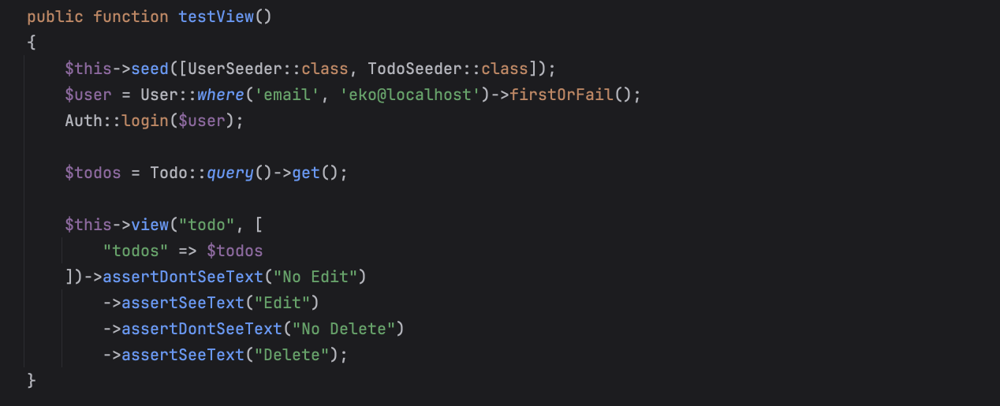 public function testView()
{
    $this->seed([UserSeeder::class, TodoSeeder::class]);
    $user = User::where('email', 'eko@localhost')->firstOrFail();
    Auth::login($user);

    $todos = Todo::query()->get();

    $this->view("todo", [
        "todos" => $todos
    ])->assertDontSeeText("No Edit")
        ->assertSeeText("Edit")
        ->assertDontSeeText("No Delete")
        ->assertSeeText("Delete");
}